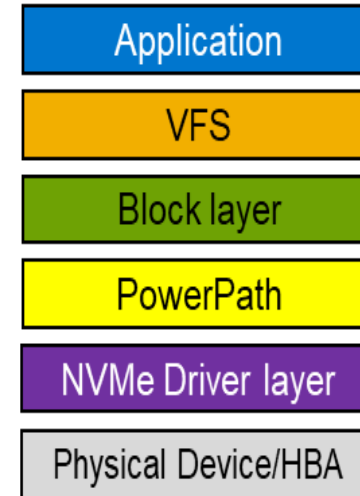 Application
VFS
Block layer
PowerPath
NVMe Driver layer
Physical Device/HBA